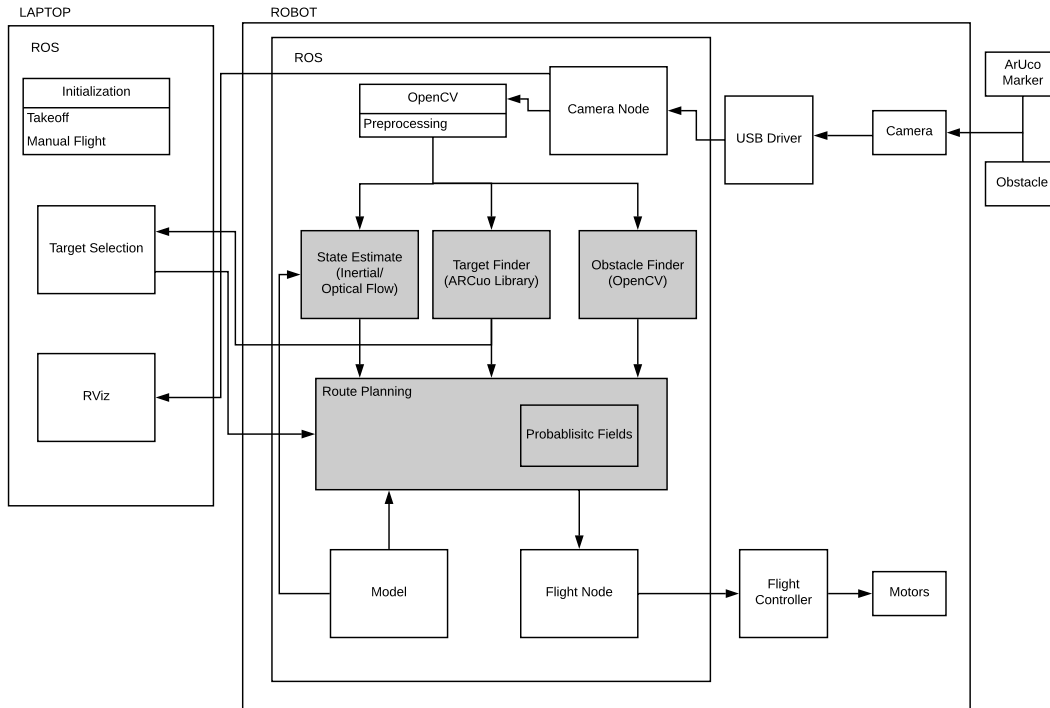 LAPTOP
ROBOT
ROS
Initialization
Takeoff
Manual Flight
Target Selection
RViz
ROS
OpenCV
Preprocessing
Camera Node
USB Driver
Camera
ArUco
Marker
Obstacle
State Estimate
(Inertial/
Optical Flow)
Target Finder
(ARCuo Library)
Obstacle Finder
(OpenCV)
Route Planning
Probablisitc Fields
Model
Flight Node
Flight
Controller
Motors